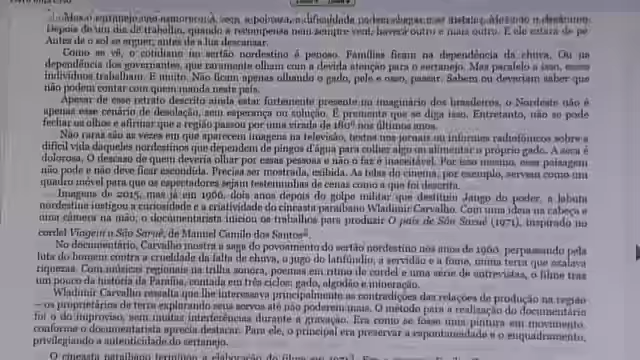 Depois de um dia de trabalho, quando a recompensa nem sempre vem, haverá outro e mais outro. E ele estará de pé.
Antes de o sol se erguer, antes de a lua descansar.
Como se vê, o cotidiano no sertão nordestino é penoso. Famílias ficam na dependência da chuva. Ou na
dependência dos governantes, que raramente olham com a devida atenção para o sertanejo. Mas paralelo a isso, esses
indivíduos trabalham. E muito. Não ficam apenas olhando o gado, pele e osso, passar. Sabem ou deveriam saber que
não podem contar com quem manda neste país.
Apesar de esse retrato descrito ainda estar fortemente presente no imaginário dos brasileiros, o Nordeste não é
apenas esse cenário de desolação, sem esperança ou solução. É premente que se diga isso. Entretanto, não se pode
fechar os olhos e afirmar que a região passou por uma virada de 180º nos últimos anos.
Não raras são as vezes em que aparecem imagens na televisão, textos nos jornais ou informes radiofônicos sobre a
difícil vida daqueles nordestinos que dependem de pingos d'água para colher algo ou alimentar o próprio gado. A seca é
dolorosa. O descaso de quem deveria olhar por essas pessoas e não o faz é inaceitável. Por isso mesmo, essa paisagem
não pode e não deve ficar escondida. Precisa ser mostrada, exibida. As telas do cinema, por exemplo, servem como um
quadro móvel para que os espectadores sejam testemunhas de cenas como a que foi descrita.
Imagens de 2015, mas já em 1966, dois anos depois do golpe militar que destituiu Jango do poder, a labuta
nordestina instigou a curiosidade e a criatividade do cineasta paraibano Wladimir Carvalho. Com uma ideia na cabeça e
uma câmera na mão, o documentarista iniciou os trabalhos para produzir O país de São Saruê (1971), inspirado no
cordel Viagem a São Saruê, de Manuel Camilo dos Santos
No documentário, Carvalho mostra a saga do povoamento do sertão nordestino nos anos de 1960, perpassando pela
luta do homem contra a crueldade da falta de chuva, o jugo do latifúndio, a servidão e a fome, numa terra que exalava
riquezas. Com músicas regionais na trilha sonora, poemas em ritmo de cordel e uma série de entrevistas, o filme traz
um pouco da história da Paraíba, contada em três ciclos: gado, algodão e mineração.
Wladimir Carvalho ressalta que lhe interessava principalmente as contradições das relações de produção na região
– os proprietários de terra explorando seus servos até não poderem mais. O método para a realização do documentário
foi o do improviso, sem muitas interferências durante a gravação. Era como se fosse uma pintura em movimento,
conforme o documentarista aprecia destacar. Para ele, o principal era preservar a espontaneidade e o enquadramento,
privilegiando a autenticidade do sertanejo.
O cineasta paraibano terminou a elaboração do filme em 1971